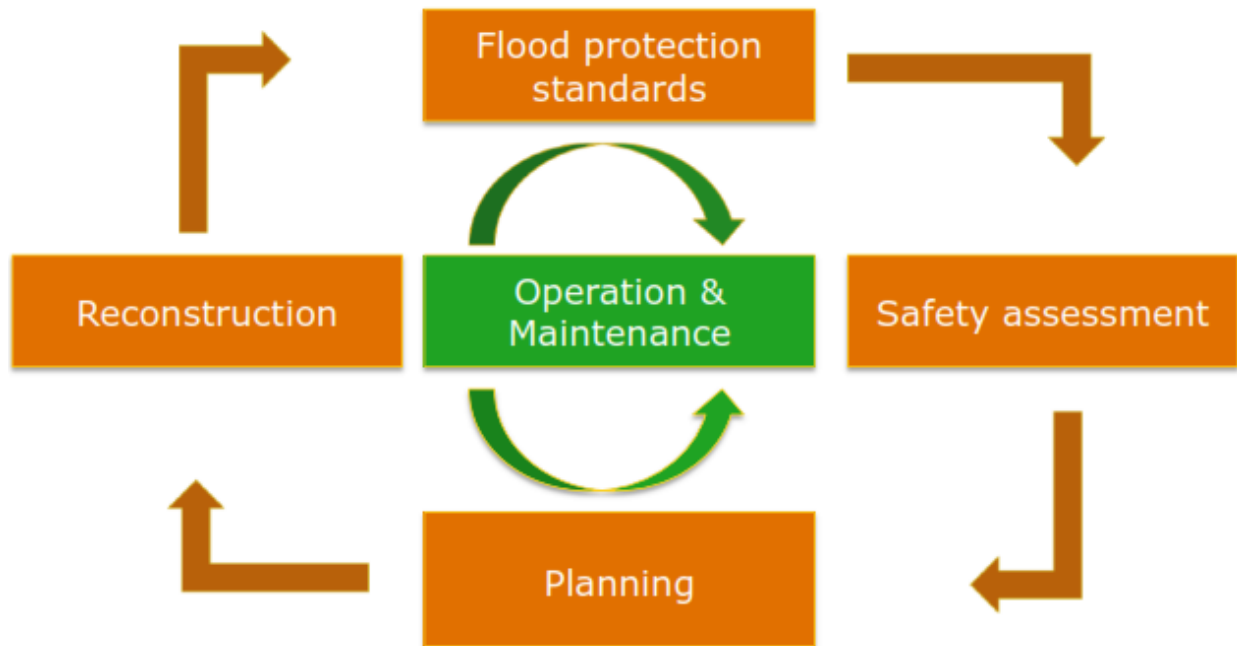 Flood protection
standards
Reconstruction
Operation &
Maintenance
Safety assessment
Planning